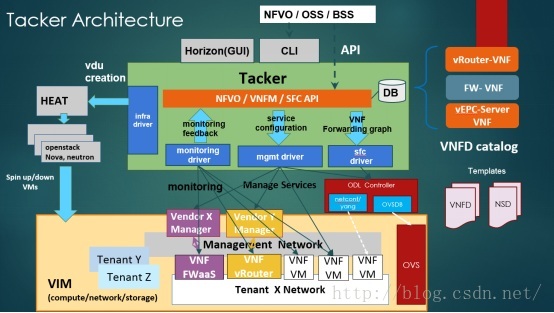 Tacker Architecture
NFVO / OSS / BSS
Horizon(GUI)
CLI
API
vdu
creation
Tacker
DB
HEAT
NFVO / VNFM / SFC API
infra
driver
monitoring
feedback
service
configuration
VNF
Forwarding graph
monitoring
driver
mgmt driver
sfc
driver
openstack
Nova, neutron
Spin up/down
VMs
monitoring
Manage Services
ODL Controller
netconf/
yang
OVSDB
vRouter-VNF
FW- VNF
vEPC-Server
VNF
VNFD catalog
Templates
VNFD
NSD
Vendor X
Manager
Vendor Y
Manager
Management Network
Tenant Y
Tenant Z
VNF
FWaaS
VNF
vRouter
VNF
VM
VNF
VM
VNF
VM
OVS
VIM
(compute/network/storage)
Tenant X Network
http://blog.csdn.net/